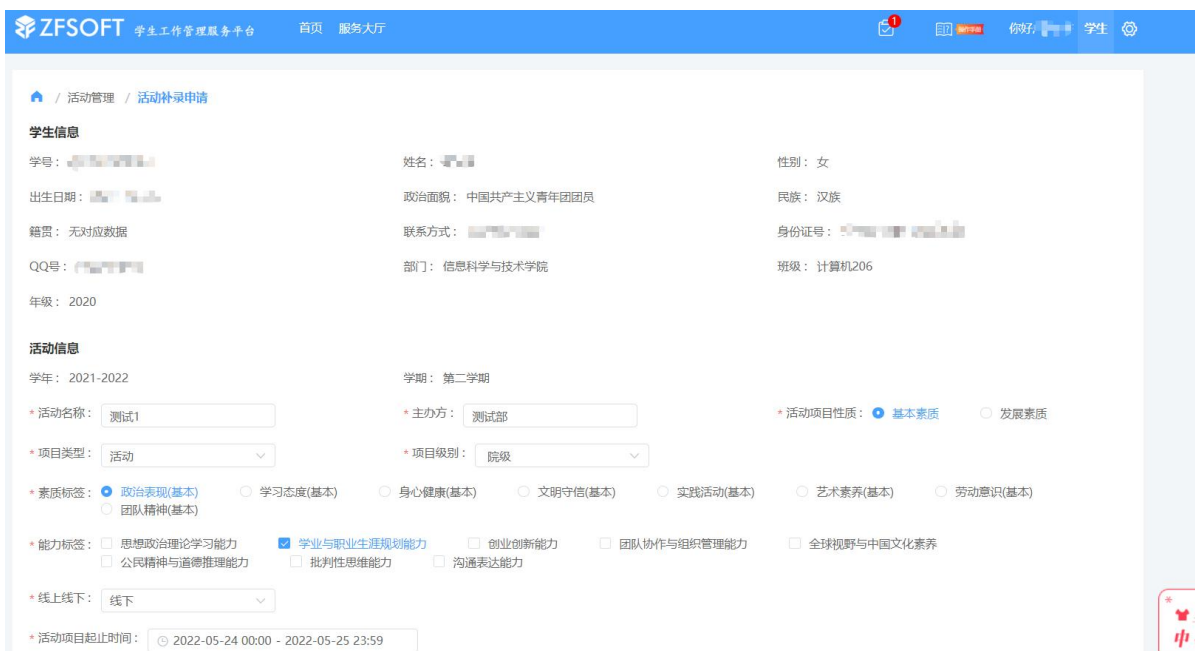 ZFSOFT 学生工作管理服务平台 首页 服务大厅 1 你好, 学生
/ 活动管理 / 活动补录申请
学生信息
学号: 姓名: 性别: 女
出生日期: 政治面貌: 中国共产主义青年团团员 民族: 汉族
籍贯: 无对应数据 联系方式: 身份证号:
QQ号: 部门: 信息科学与技术学院 班级: 计算机206
年级: 2020
活动信息
学年: 2021-2022 学期: 第二学期
* 活动名称: 测试1 * 主办方: 测试部 * 活动项目性质: 基本素质 发展素质
* 项目类型: 活动 * 项目级别: 院级
* 素质标签: 政治表现(基本) 学习态度(基本) 身心健康(基本) 文明守信(基本) 实践活动(基本) 艺术素养(基本) 劳动意识(基本)
团队精神(基本)
* 能力标签: 思想政治理论学习能力 学业与职业生涯规划能力 创业创新能力 团队协作与组织管理能力 全球视野与中国文化素养
公民精神与道德推理能力 批判性思维能力 沟通表达能力
* 线上线下: 线下
* 活动项目起止时间: 2022-05-24 00:00 - 2022-05-25 23:59
中